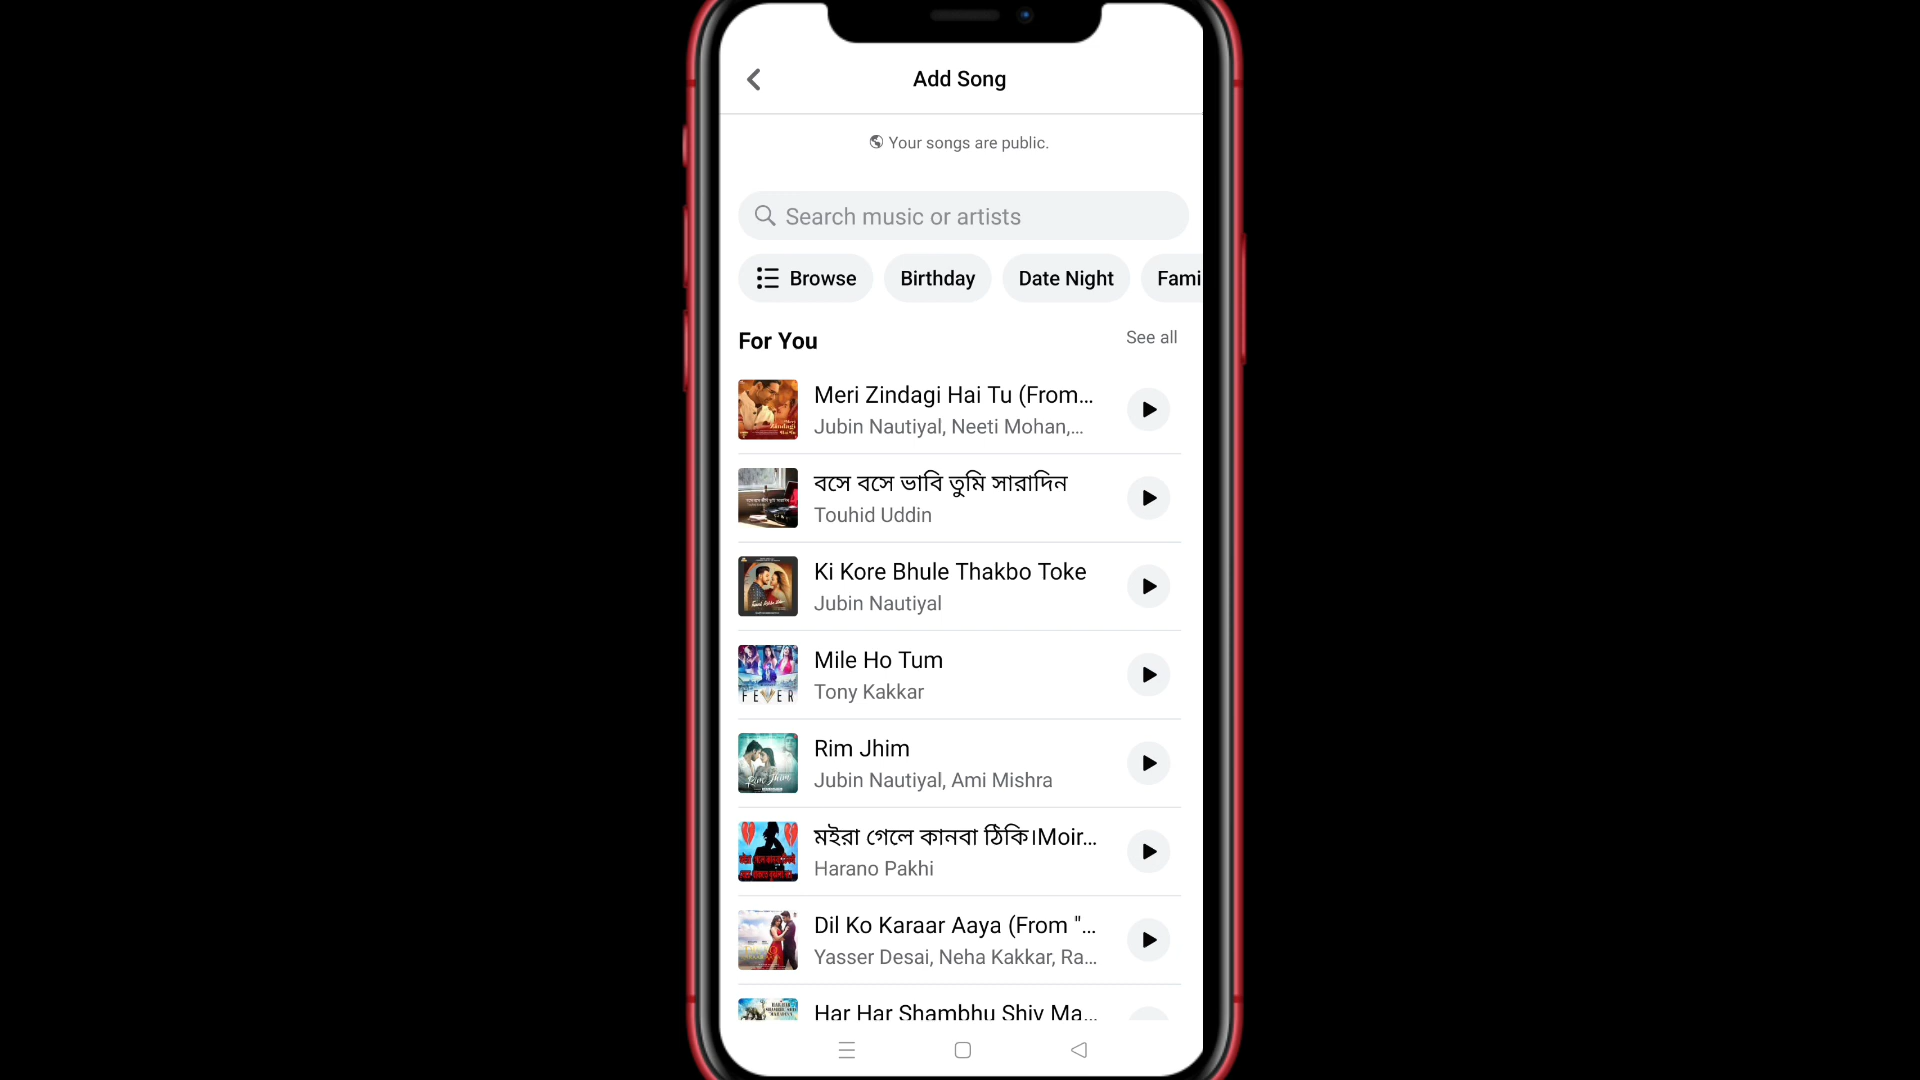 Add Song
Your songs are public.
Search music or artists
Browse
Birthday
Date Night
Fami
For You
See all
Meri Zindagi Hai Tu (From...
Jubin Nautiyal, Neeti Mohan,...
বসে বসে ভাবি তুমি সারাদিন
Touhid Uddin
Ki Kore Bhule Thakbo Toke
Jubin Nautiyal
FEVER
Mile Ho Tum
Tony Kakkar
Rim Jhim
Rim Jhim
Jubin Nautiyal, Ami Mishra
মইরা গেলে কানবা ঠিকি।Moir...
Harano Pakhi
Dil Ko Karaar Aaya (From "...
Yasser Desai, Neha Kakkar, Ra...
Har Har Shambhu Shiv Ma...